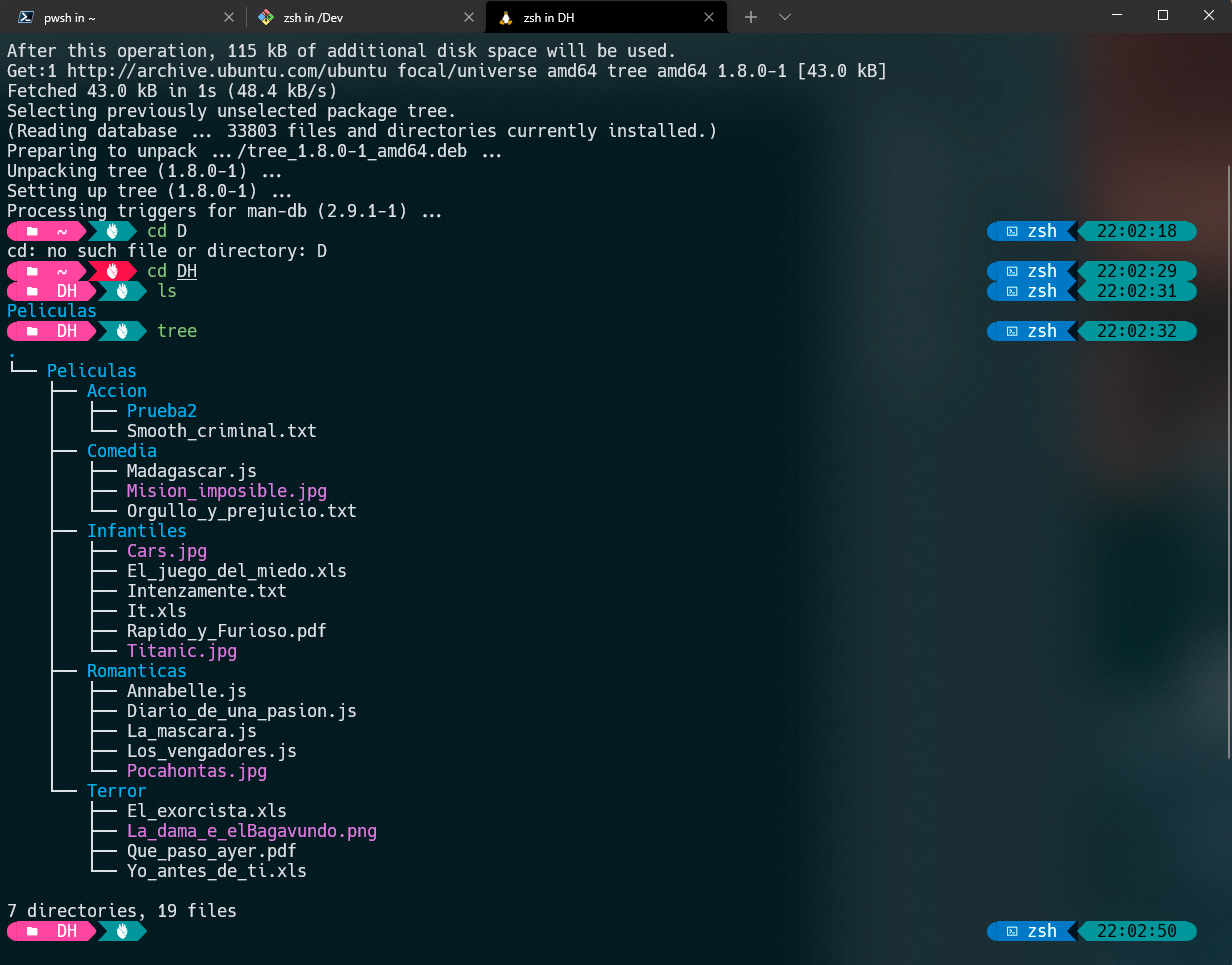 pwsh in ~
zsh in /Dev
zsh in DH
After this operation, 115 kB of additional disk space will be used.
Get:1 http://archive.ubuntu.com/ubuntu focal/universe amd64 tree amd64 1.8.0-1 [43.0 kB]
Fetched 43.0 kB in 1s (48.4 kB/s)
Selecting previously unselected package tree.
(Reading database ... 33803 files and directories currently installed.)
Preparing to unpack .../tree_1.8.0-1_amd64.deb ...
Unpacking tree (1.8.0-1) ...
Setting up tree (1.8.0-1) ...
Processing triggers for man-db (2.9.1-1) ...
~ cd D zsh 22:02:18
cd: no such file or directory: D
~ cd DH zsh 22:02:29
DH ls zsh 22:02:31
Peliculas
DH tree zsh 22:02:32
.
└── Peliculas
    ├── Accion
    │   ├── Prueba2
    │   └── Smooth_criminal.txt
    ├── Comedia
    │   ├── Madagascar.js
    │   ├── Mision_imposible.jpg
    │   └── Orgullo_y_prejuicio.txt
    ├── Infantiles
    │   ├── Cars.jpg
    │   ├── El_juego_del_miedo.xls
    │   ├── Intenzamente.txt
    │   ├── It.xls
    │   ├── Rapido_y_Furioso.pdf
    │   └── Titanic.jpg
    ├── Romanticas
    │   ├── Annabelle.js
    │   ├── Diario_de_una_pasion.js
    │   ├── La_mascara.js
    │   ├── Los_vengadores.js
    │   └── Pocahontas.jpg
    └── Terror
        ├── El_exorcista.xls
        ├── La_dama_e_elBagavundo.png
        ├── Que_paso_ayer.pdf
        └── Yo_antes_de_ti.xls
7 directories, 19 files
DH zsh 22:02:50